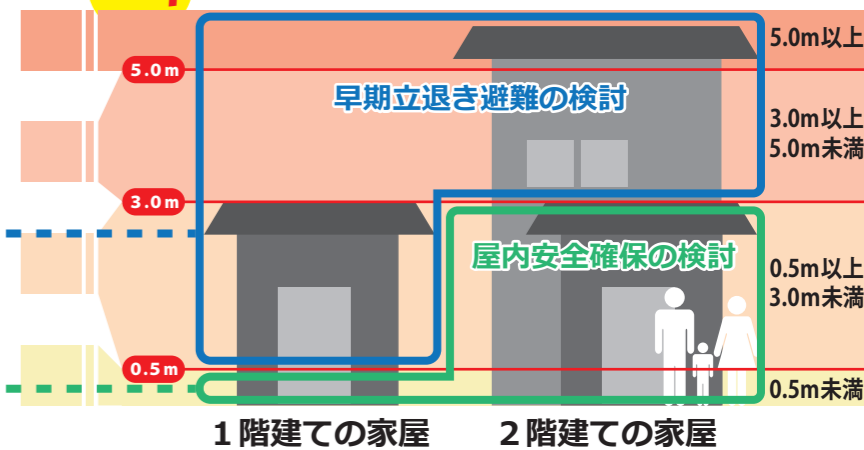 5.0m以上
5.0m
早期立退き避難の検討
3.0m以上
5.0m未満
3.0m
屋内安全確保の検討
0.5m以上
3.0m未満
0.5m
0.5m未満
1階建ての家屋
2階建ての家屋